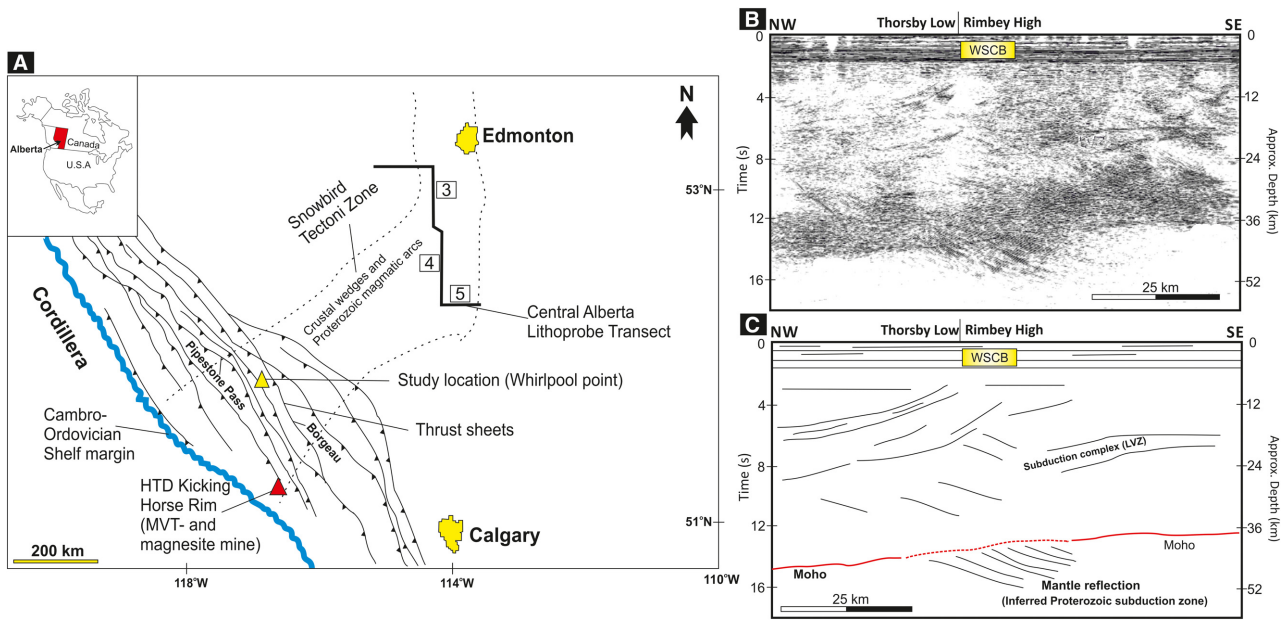 A
Alberta
Canada
U.S.A
N
Edmonton
53°N
Snowbird
Tectoni Zone
Crustal wedges and
Proterozoic magmatic arcs
3
4
5
Central Alberta
Lithoprobe Transect
Cordillera
Pipestone Pass
Study location (Whirlpool point)
Thrust sheets
Borgeau
Cambro-
Ordovician
Shelf margin
HTD Kicking
Horse Rim
(MVT- and
magnesite mine)
Calgary
51°N
200 km
118°W
114°W
110°W
B
NW
Thorsby Low
Rimbey High
SE
WSCB
0
4
8
12
16
Time (s)
0
12
24
36
52
Approx. Depth (km)
25 km
C
NW
Thorsby Low
Rimbey High
SE
WSCB
0
4
8
12
16
Time (s)
0
12
24
36
52
Approx. Depth (km)
Subduction complex (LVZ)
Moho
Moho
Mantle reflection
(Inferred Proterozoic subduction zone)
25 km